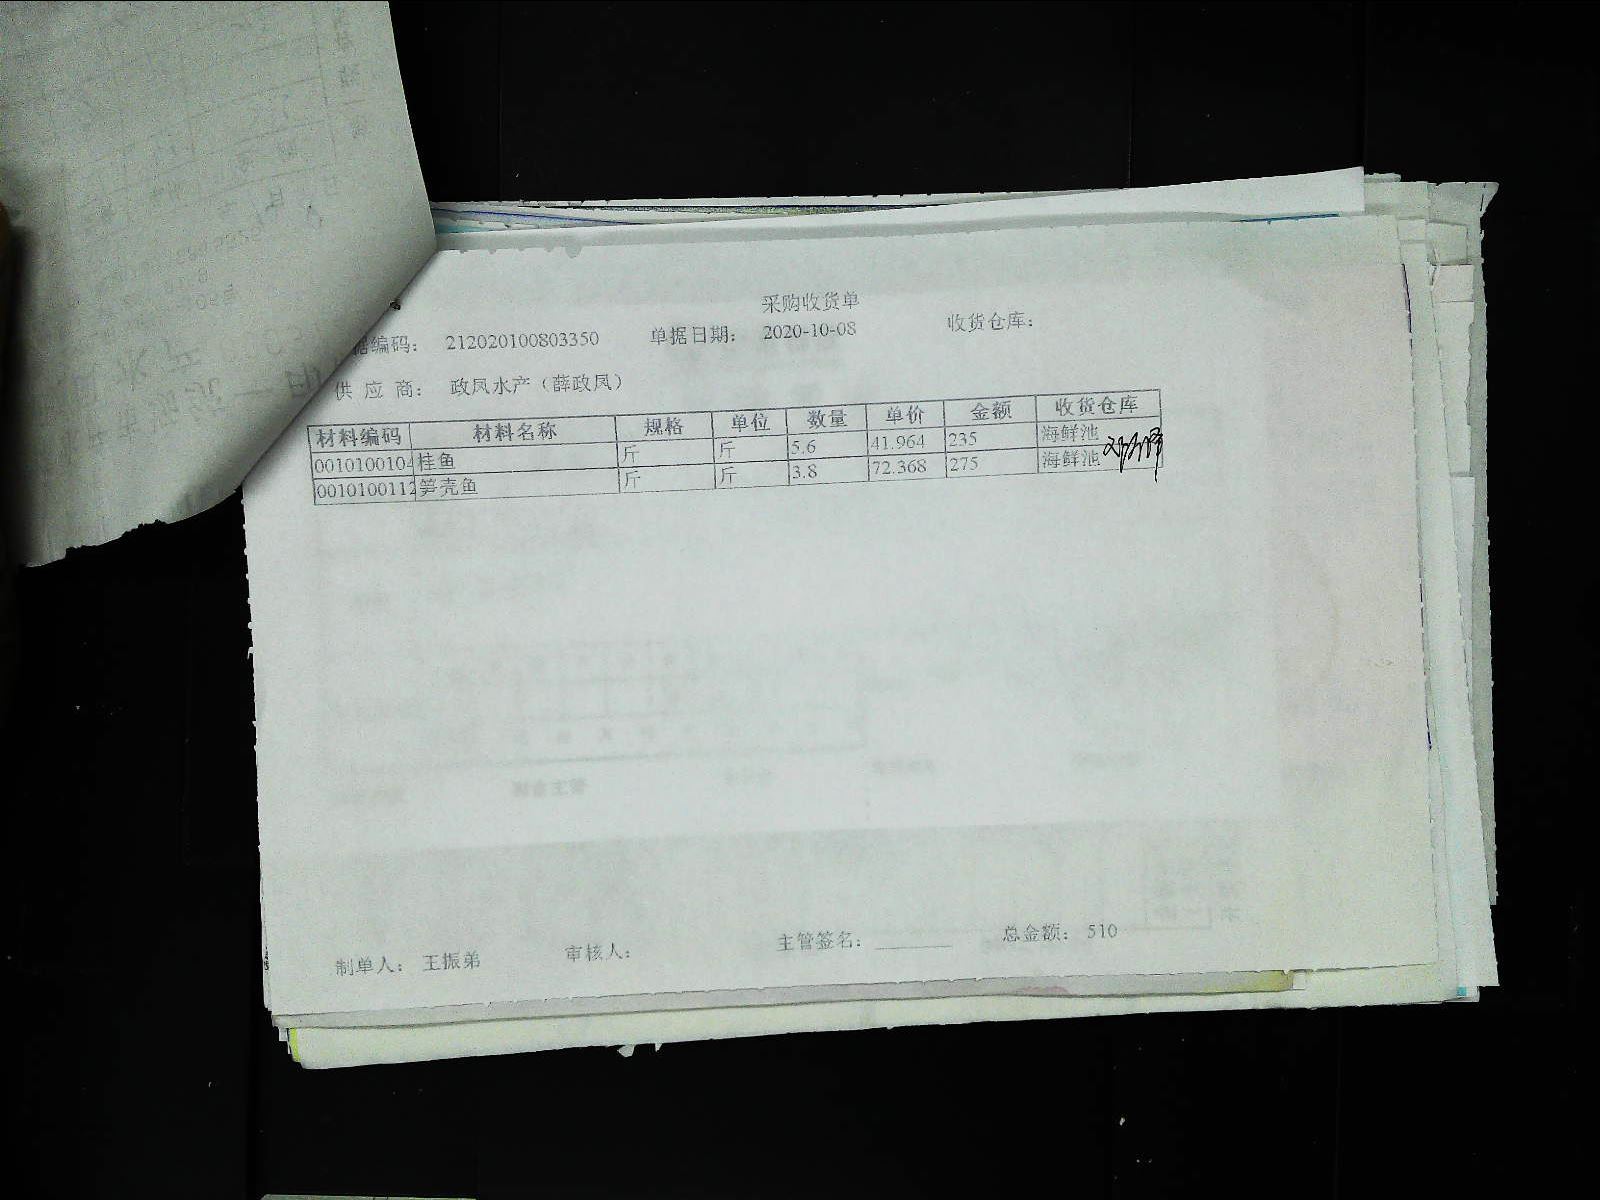 采购收货单
据编码： 212020100803350 单据日期： 2020-10-08 收货仓库：
供 应 商： 政凤水产（薛政凤）
材料编码 材料名称 规格 单位 数量 单价 金额 收货仓库
0010100104 桂鱼 斤 斤 5.6 41.964 235 海鲜池
0010100112 笋壳鱼 斤 斤 3.8 72.368 275 海鲜池
制单人： 王振弟 审核人： 主管签名：________ 总金额： 510